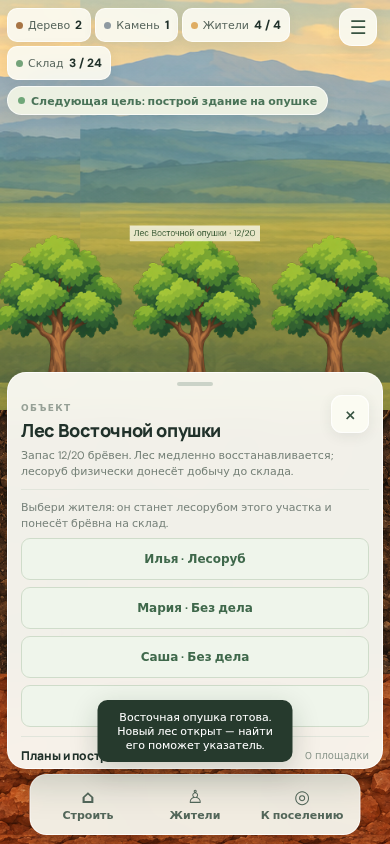 Дерево 2
Камень 1
Жители 4 / 4
☰
Склад 3 / 24
Следующая цель: построй здание на опушке
Лес Восточной опушки · 12/20
ОБЪЕКТ
×
Лес Восточной опушки
Запас 12/20 брёвен. Лес медленно восстанавливается;
лесоруб физически донесёт добычу до склада.
Выбери жителя: он станет лесорубом этого участка и
понесёт брёвна на склад.
Илья · Лесоруб
Мария · Без дела
Саша · Без дела
Восточная опушка готова.
Новый лес открыт — найти
его поможет указатель.
Планы и пост
0 площадки
Строить
Жители
К поселению